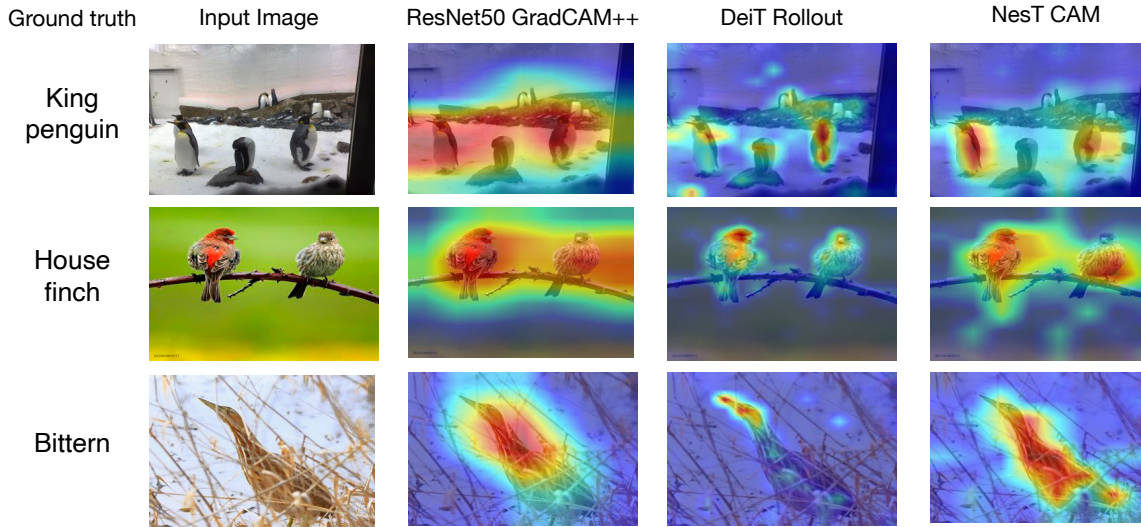 Ground truth
Input Image
ResNet50 GradCAM++
DeiT Rollout
NesT CAM
King
penguin
House
finch
Bittern